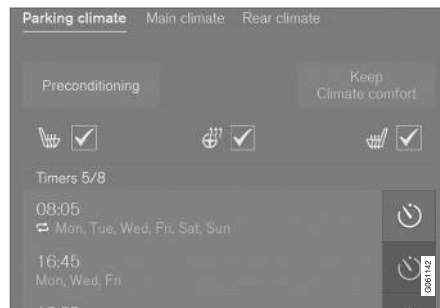 Parking climate Main climate Rear climate
Preconditioning
Keep
Climate comfort
Timers 5/8
08:05
Mon, Tue, Wed, Fri, Sat, Sun
16:45
Mon, Wed, Fri
G061142